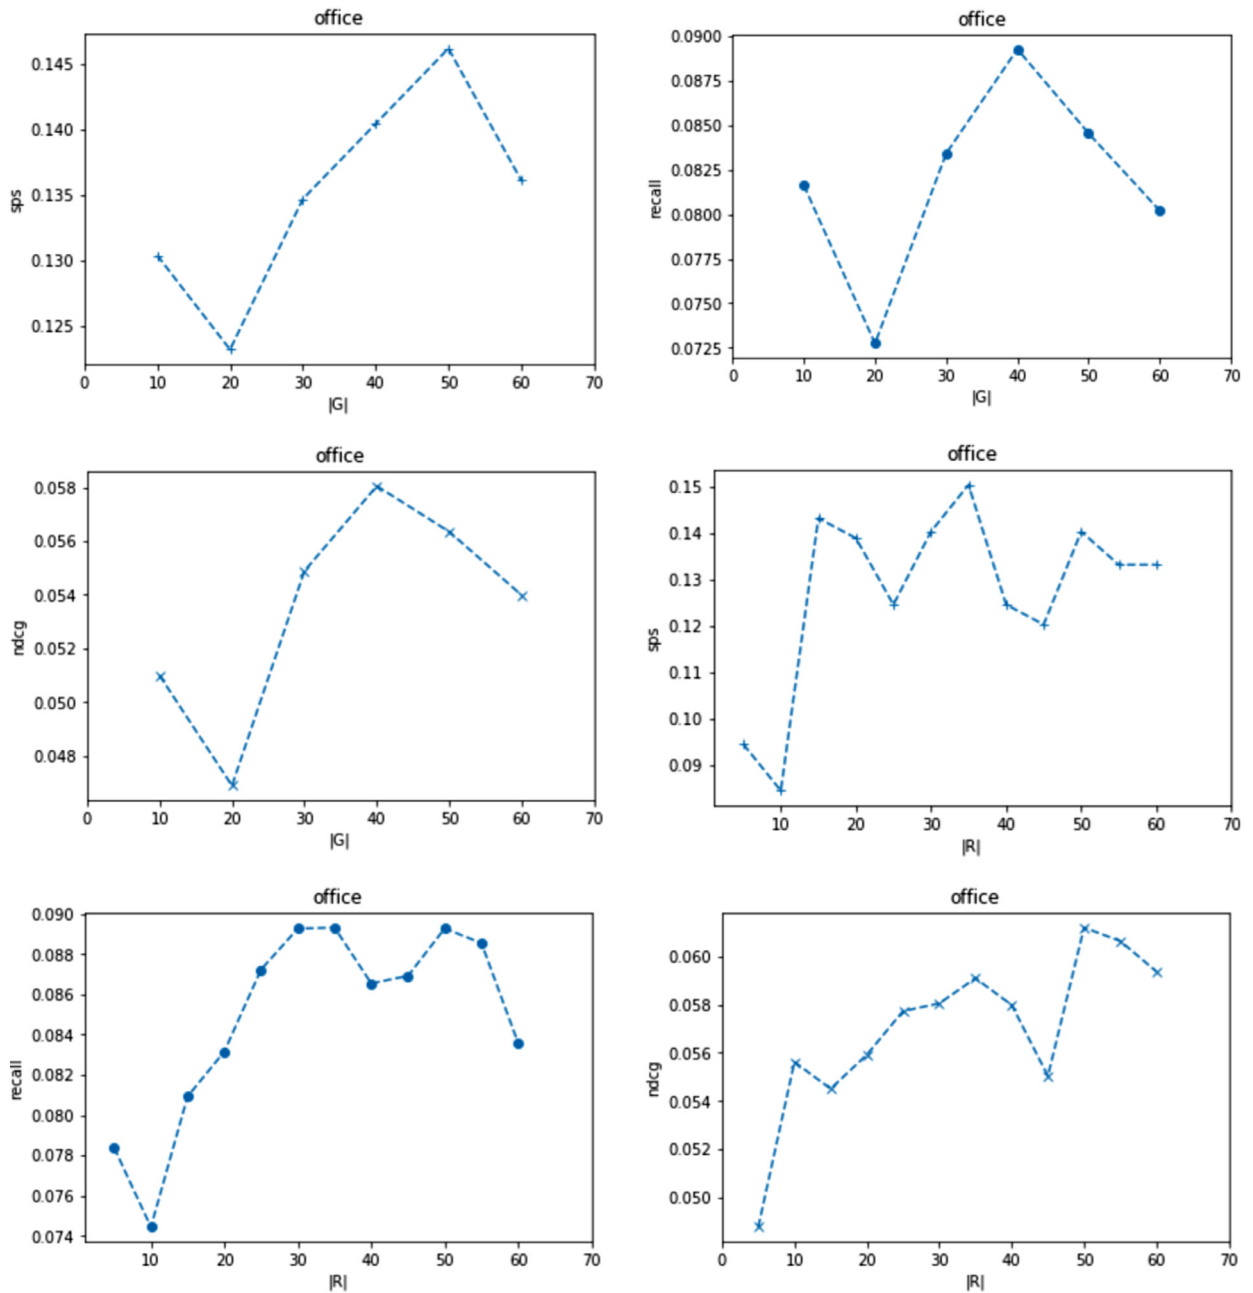 office
0.145
0.140
0.135
0.130
0.125
sps
0 10 20 30 40 50 60 70
|G|
office
0.0900
0.0875
0.0850
0.0825
0.0800
0.0775
0.0750
0.0725
recall
0 10 20 30 40 50 60 70
|G|
office
0.058
0.056
0.054
0.052
0.050
0.048
ndcg
0 10 20 30 40 50 60 70
|G|
office
0.15
0.14
0.13
0.12
0.11
0.10
0.09
sps
10 20 30 40 50 60 70
|R|
office
0.090
0.088
0.086
0.084
0.082
0.080
0.078
0.076
0.074
recall
10 20 30 40 50 60 70
|R|
office
0.060
0.058
0.056
0.054
0.052
0.050
ndcg
0 10 20 30 40 50 60 70
|R|